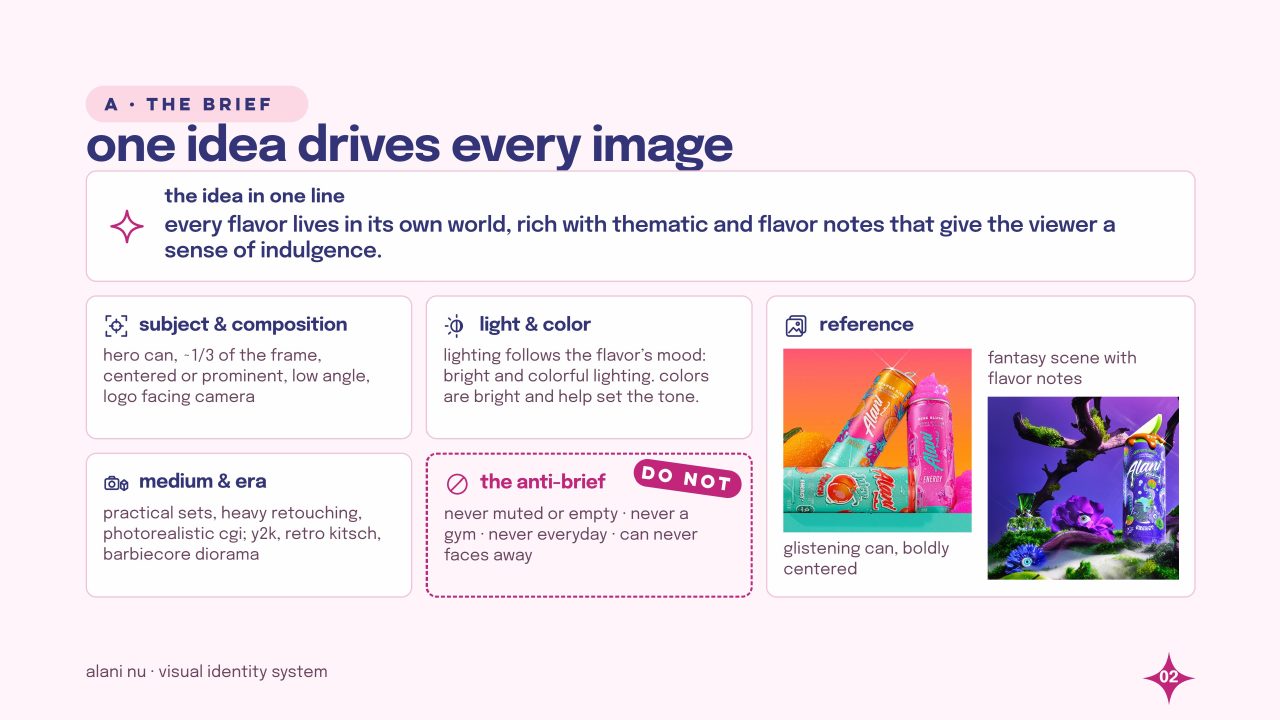 A · THE BRIEF
one idea drives every image
the idea in one line
every flavor lives in its own world, rich with thematic and flavor notes that give the viewer a
sense of indulgence.
subject & composition
hero can, ~1/3 of the frame,
centered or prominent, low angle,
logo facing camera
light & color
lighting follows the flavor’s mood:
bright and colorful lighting. colors
are bright and help set the tone.
medium & era
practical sets, heavy retouching,
photorealistic cgi; y2k, retro kitsch,
barbiecore diorama
the anti-brief
DO NOT
never muted or empty · never a
gym · never everyday · can never
faces away
reference
Alani
Alani
ENERGY
Alani
glistening can, boldly
centered
fantasy scene with
flavor notes
Alani
alani nu · visual identity system
02